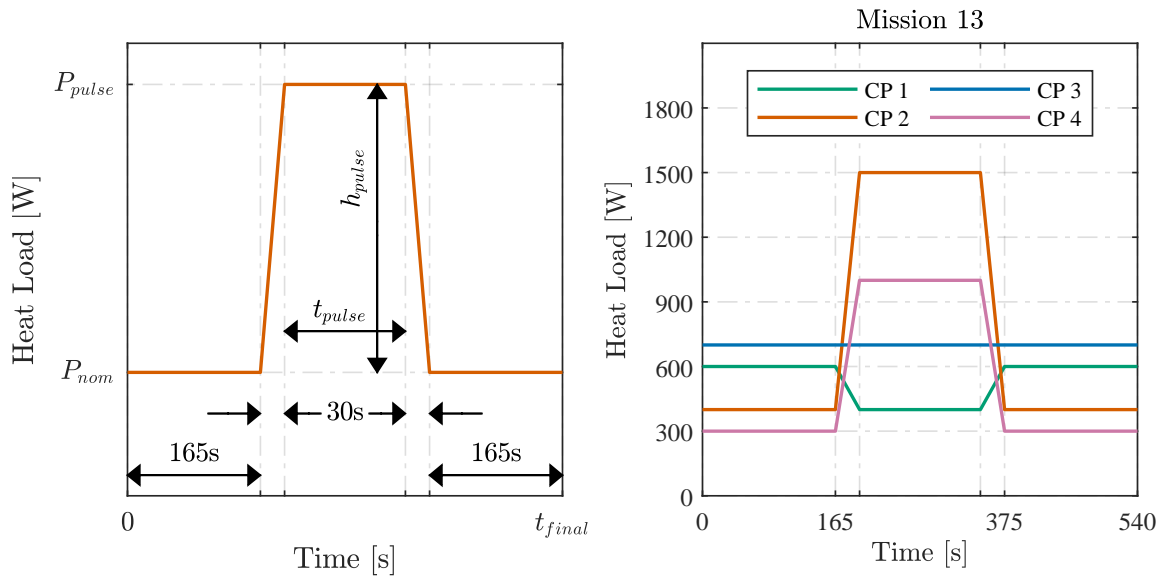 P_pulse
h_pulse
t_pulse
P_nom
30s
165s
165s
0
t_final
Time [s]
Heat Load [W]
Mission 13
CP 1
CP 3
CP 2
CP 4
1800
1500
1200
900
600
300
0
0
165
375
540
Time [s]
Heat Load [W]